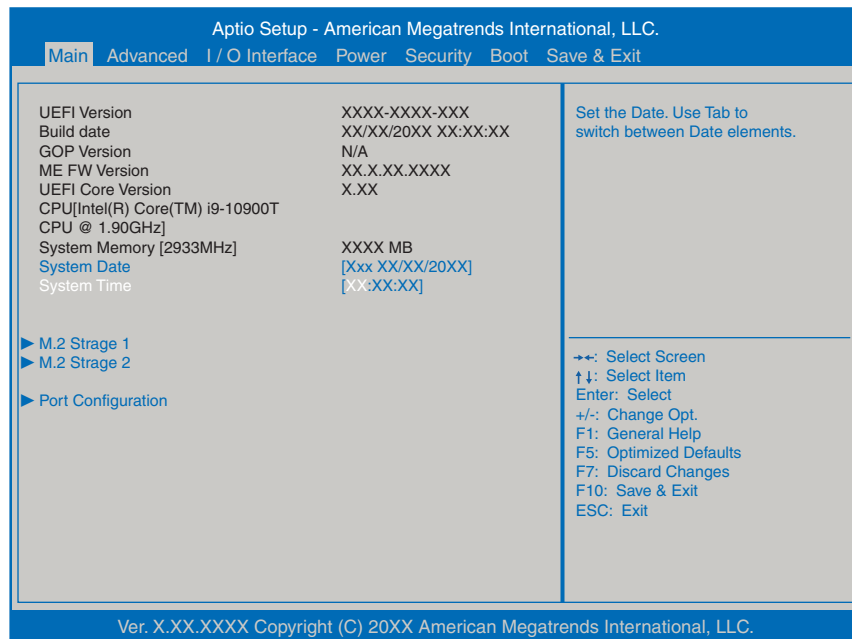 Aptio Setup - American Megatrends International, LLC.
Main Advanced I / O Interface Power Security Boot Save & Exit
UEFI Version XXXX-XXXX-XXX
Build date XX/XX/20XX XX:XX:XX
GOP Version N/A
ME FW Version XX.X.XX.XXXX
UEFI Core Version X.XX
CPU[Intel(R) Core(TM) i9-10900T
CPU @ 1.90GHz]
System Memory [2933MHz] XXXX MB
System Date [Xxx XX/XX/20XX]
System Time [XX:XX:XX]
▶ M.2 Strage 1
▶ M.2 Strage 2
▶ Port Configuration
Set the Date. Use Tab to
switch between Date elements.
→←: Select Screen
↑↓: Select Item
Enter: Select
+/-: Change Opt.
F1: General Help
F5: Optimized Defaults
F7: Discard Changes
F10: Save & Exit
ESC: Exit
Ver. X.XX.XXXX Copyright (C) 20XX American Megatrends International, LLC.